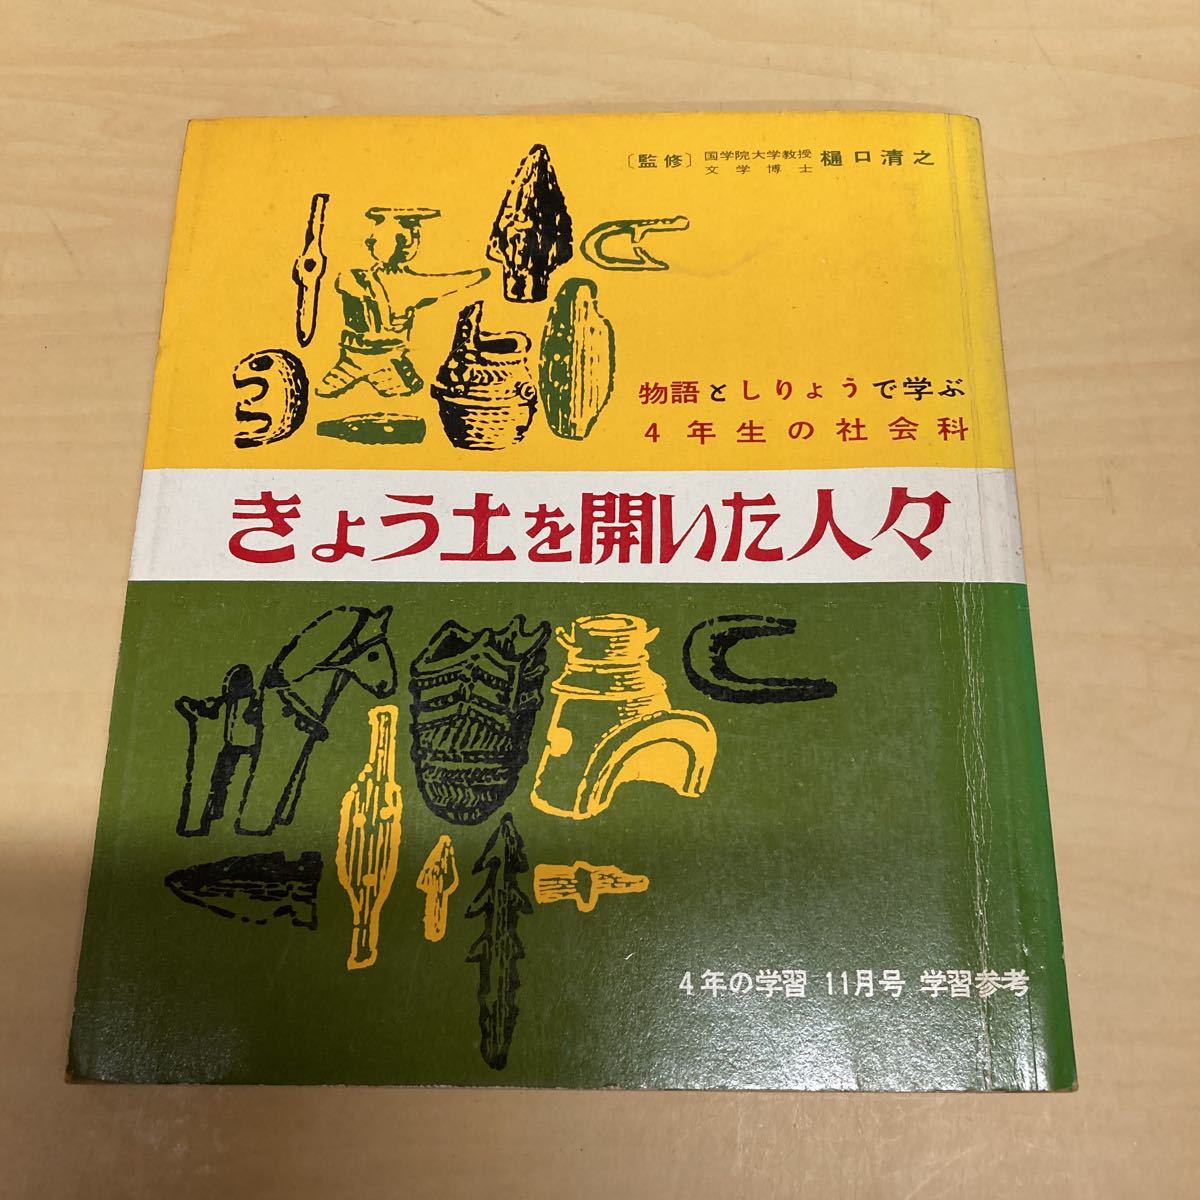 〔監修〕国学院大学教授 文学博士 樋口清之
物語としりょうで学ぶ
4年生の社会科
きょう土を開いた人々
4年の学習 11月号 学習参考